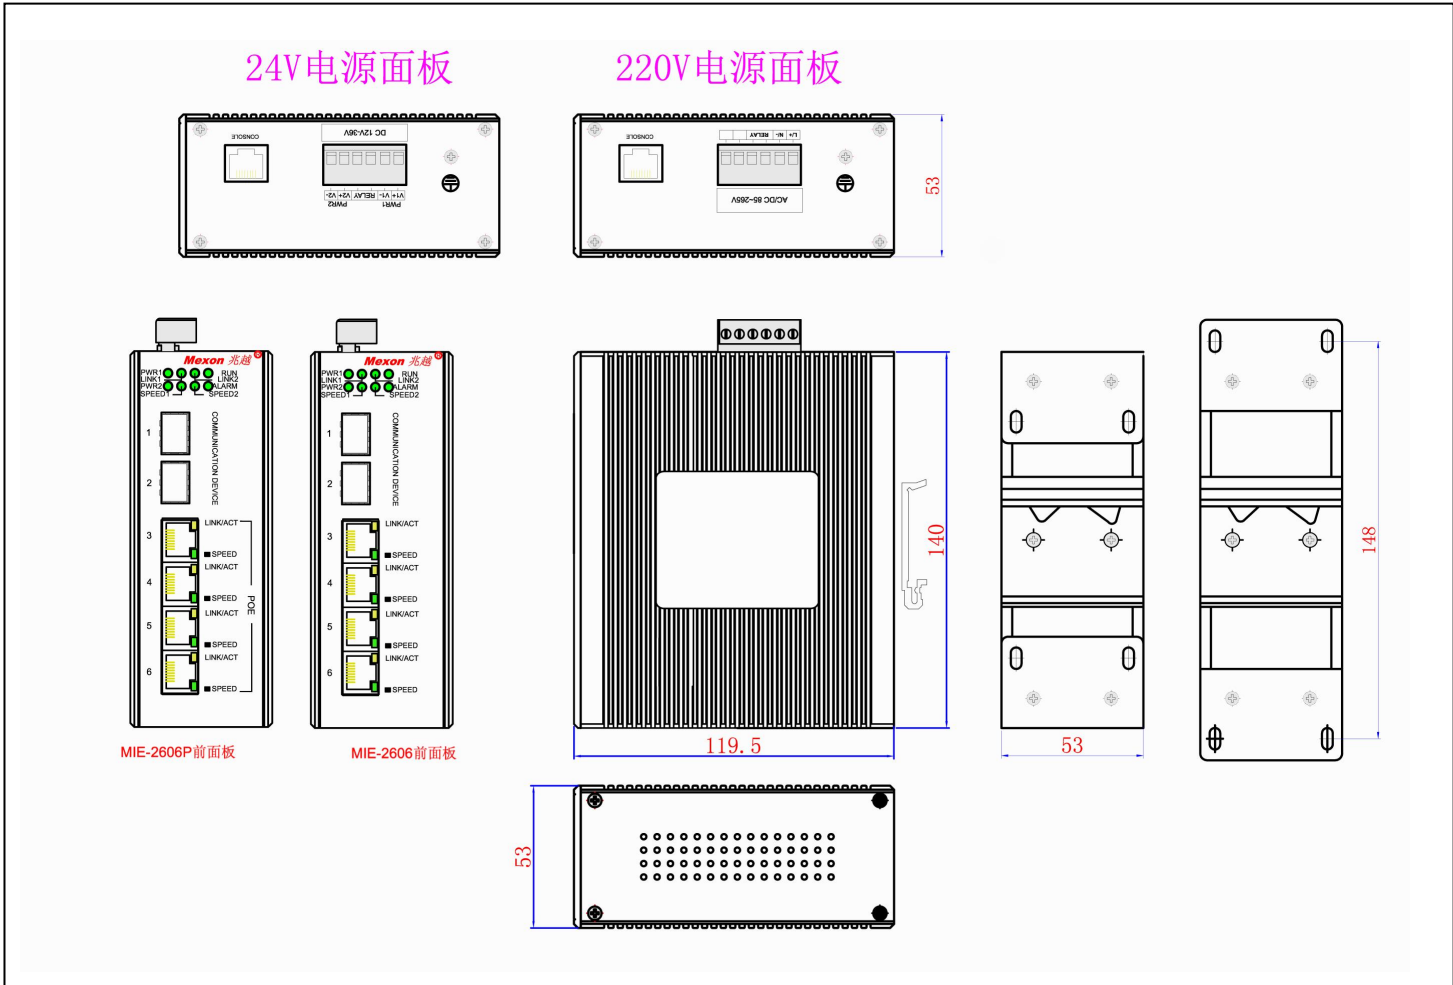 24V电源面板
220V电源面板
CONSOLE
DC 12V-36V
V2- V2+ RELAY V1- V1+
PWR2 PWR1
CONSOLE
RELAY N/- L/+
AC/DC 85~265V
53
Mexon 兆越®
PWR1 RUN
LINK1 LINK2
PWR2 ALARM
SPEED1 SPEED2
1
2
COMMUNICATION DEVICE
3 LINK/ACT
SPEED
4 LINK/ACT
SPEED
5 LINK/ACT
SPEED
6 LINK/ACT
SPEED
POE
MIE-2606P前面板
Mexon 兆越®
PWR1 RUN
LINK1 LINK2
PWR2 ALARM
SPEED1 SPEED2
1
2
COMMUNICATION DEVICE
3 LINK/ACT
SPEED
4 LINK/ACT
SPEED
5 LINK/ACT
SPEED
6 LINK/ACT
SPEED
MIE-2606前面板
140
119.5
53
148
53